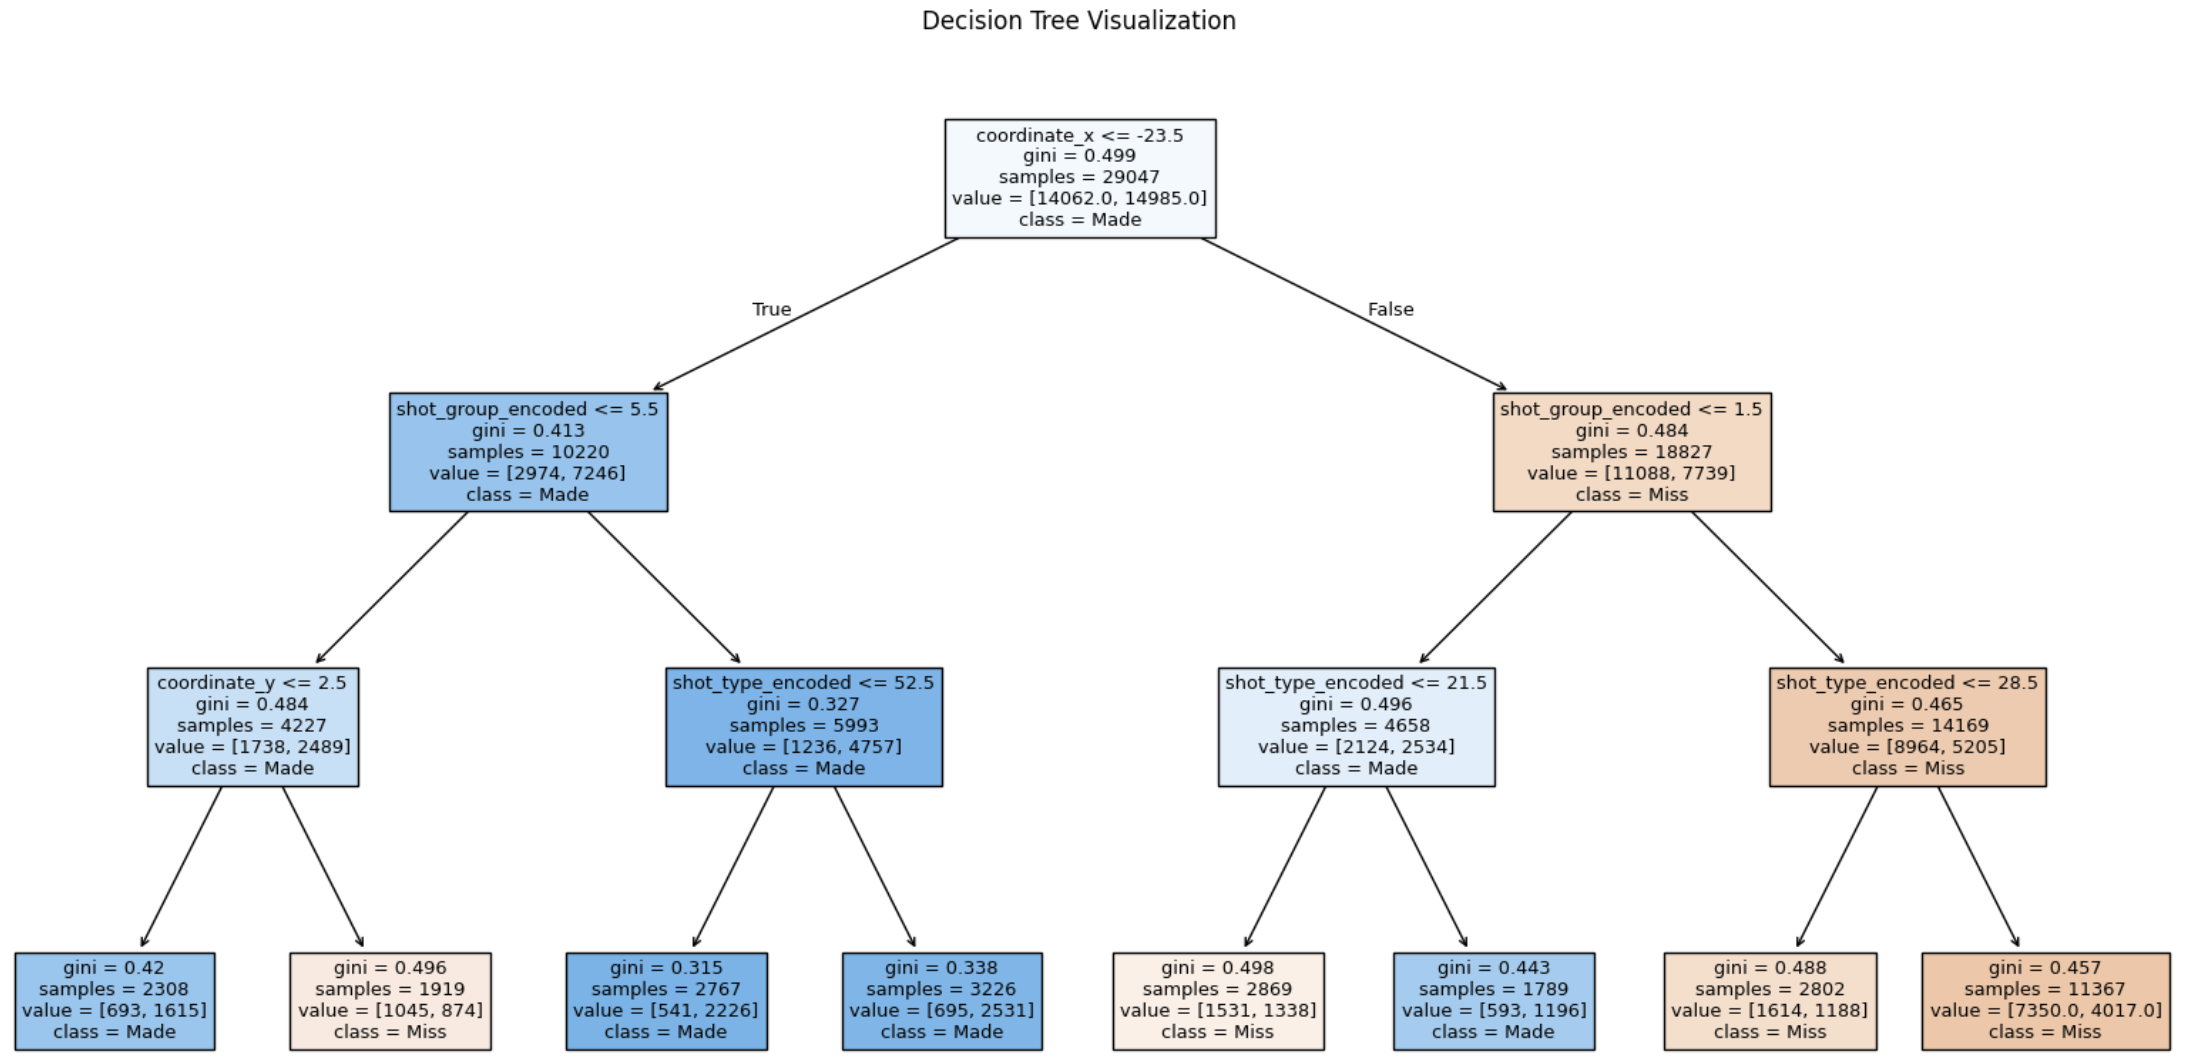 Decision Tree Visualization
coordinate_x <= -23.5
gini = 0.499
samples = 29047
value = [14062.0, 14985.0]
class = Made
True
False
shot_group_encoded <= 5.5
gini = 0.413
samples = 10220
value = [2974, 7246]
class = Made
shot_group_encoded <= 1.5
gini = 0.484
samples = 18827
value = [11088, 7739]
class = Miss
coordinate_y <= 2.5
gini = 0.484
samples = 4227
value = [1738, 2489]
class = Made
shot_type_encoded <= 52.5
gini = 0.327
samples = 5993
value = [1236, 4757]
class = Made
shot_type_encoded <= 21.5
gini = 0.496
samples = 4658
value = [2124, 2534]
class = Made
shot_type_encoded <= 28.5
gini = 0.465
samples = 14169
value = [8964, 5205]
class = Miss
gini = 0.42
samples = 2308
value = [693, 1615]
class = Made
gini = 0.496
samples = 1919
value = [1045, 874]
class = Miss
gini = 0.315
samples = 2767
value = [541, 2226]
class = Made
gini = 0.338
samples = 3226
value = [695, 2531]
class = Made
gini = 0.498
samples = 2869
value = [1531, 1338]
class = Miss
gini = 0.443
samples = 1789
value = [593, 1196]
class = Made
gini = 0.488
samples = 2802
value = [1614, 1188]
class = Miss
gini = 0.457
samples = 11367
value = [7350.0, 4017.0]
class = Miss